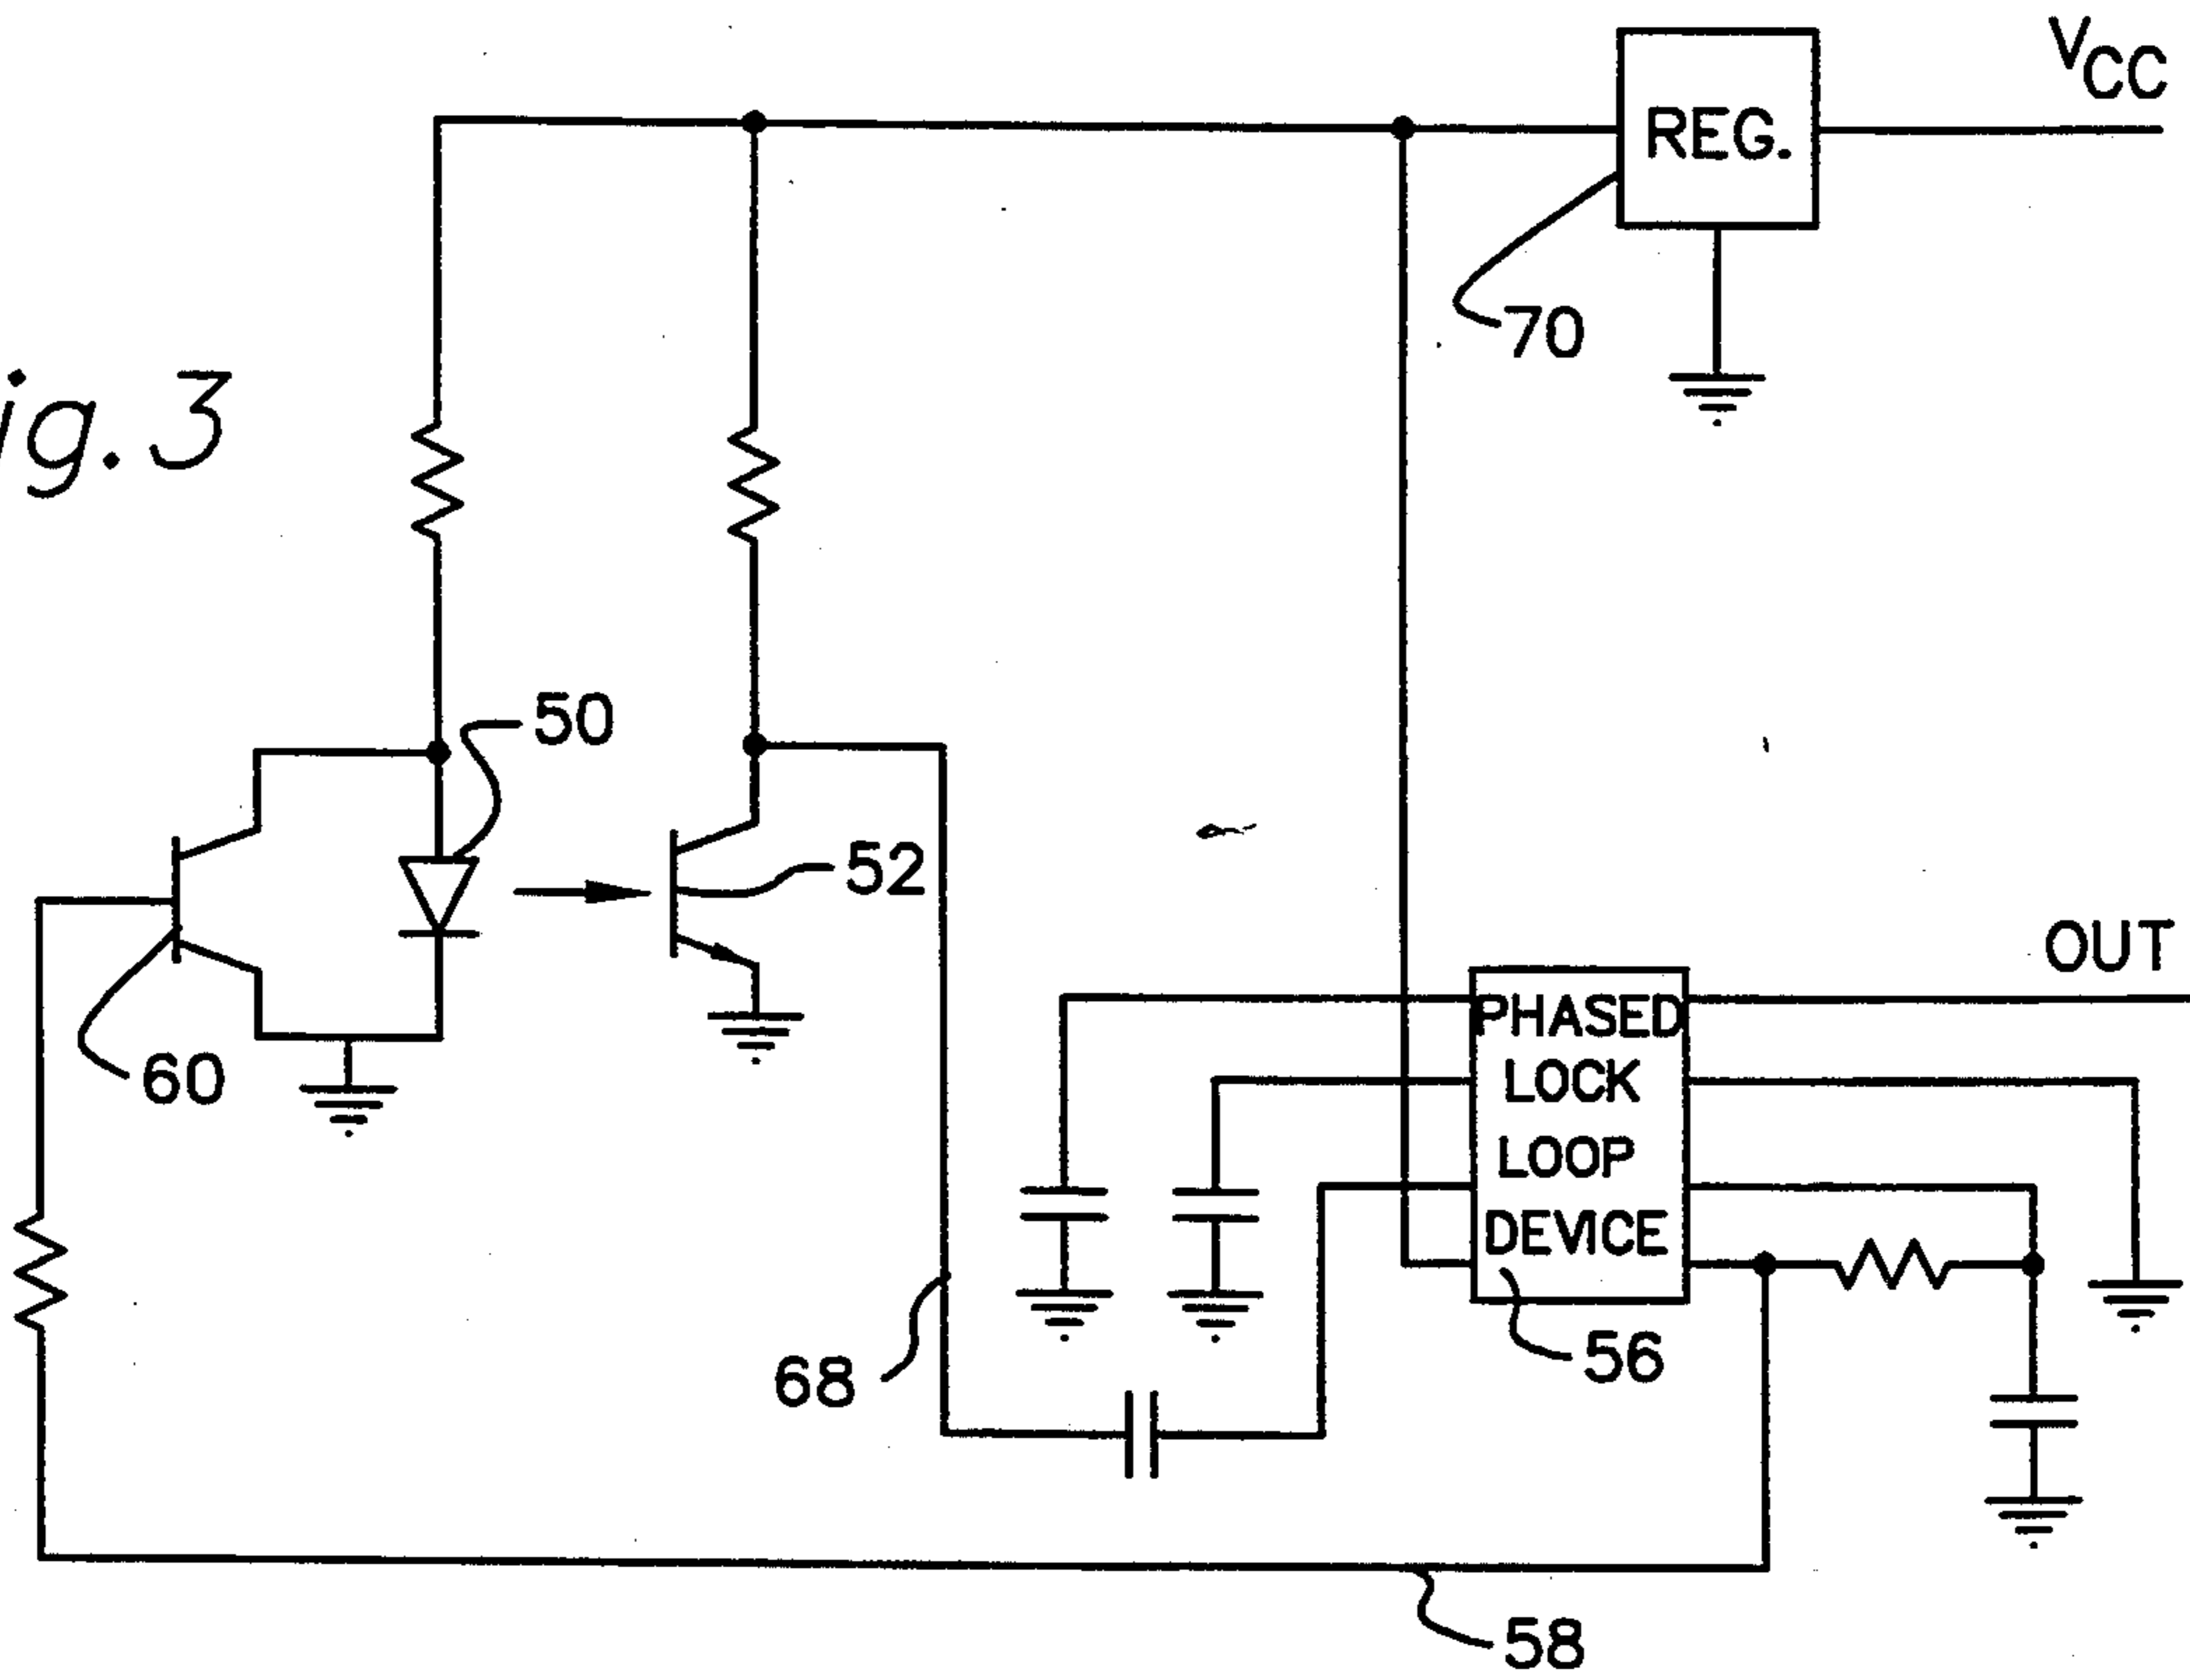 VCC
REG.
70
ig. 3
50
52
OUT
60
PHASED
LOCK
LOOP
DEVICE
56
68
58